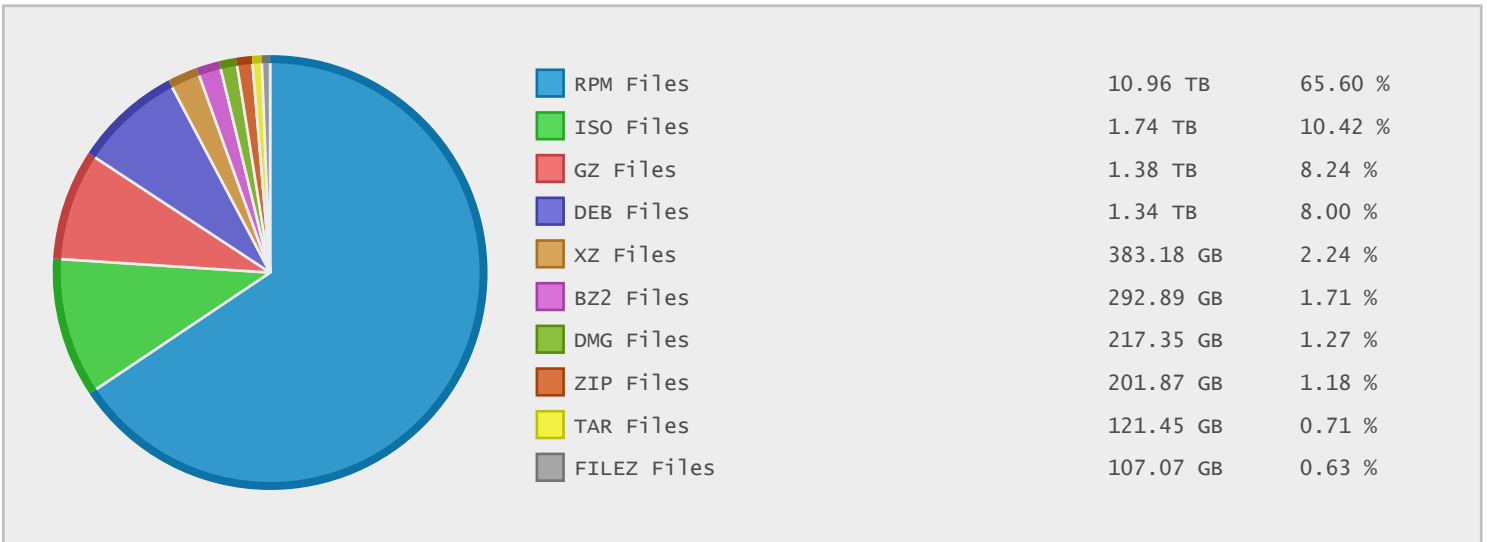 RPM Files 10.96 TB 65.60 %
ISO Files 1.74 TB 10.42 %
GZ Files 1.38 TB 8.24 %
DEB Files 1.34 TB 8.00 %
XZ Files 383.18 GB 2.24 %
BZ2 Files 292.89 GB 1.71 %
DMG Files 217.35 GB 1.27 %
ZIP Files 201.87 GB 1.18 %
TAR Files 121.45 GB 0.71 %
FILEZ Files 107.07 GB 0.63 %